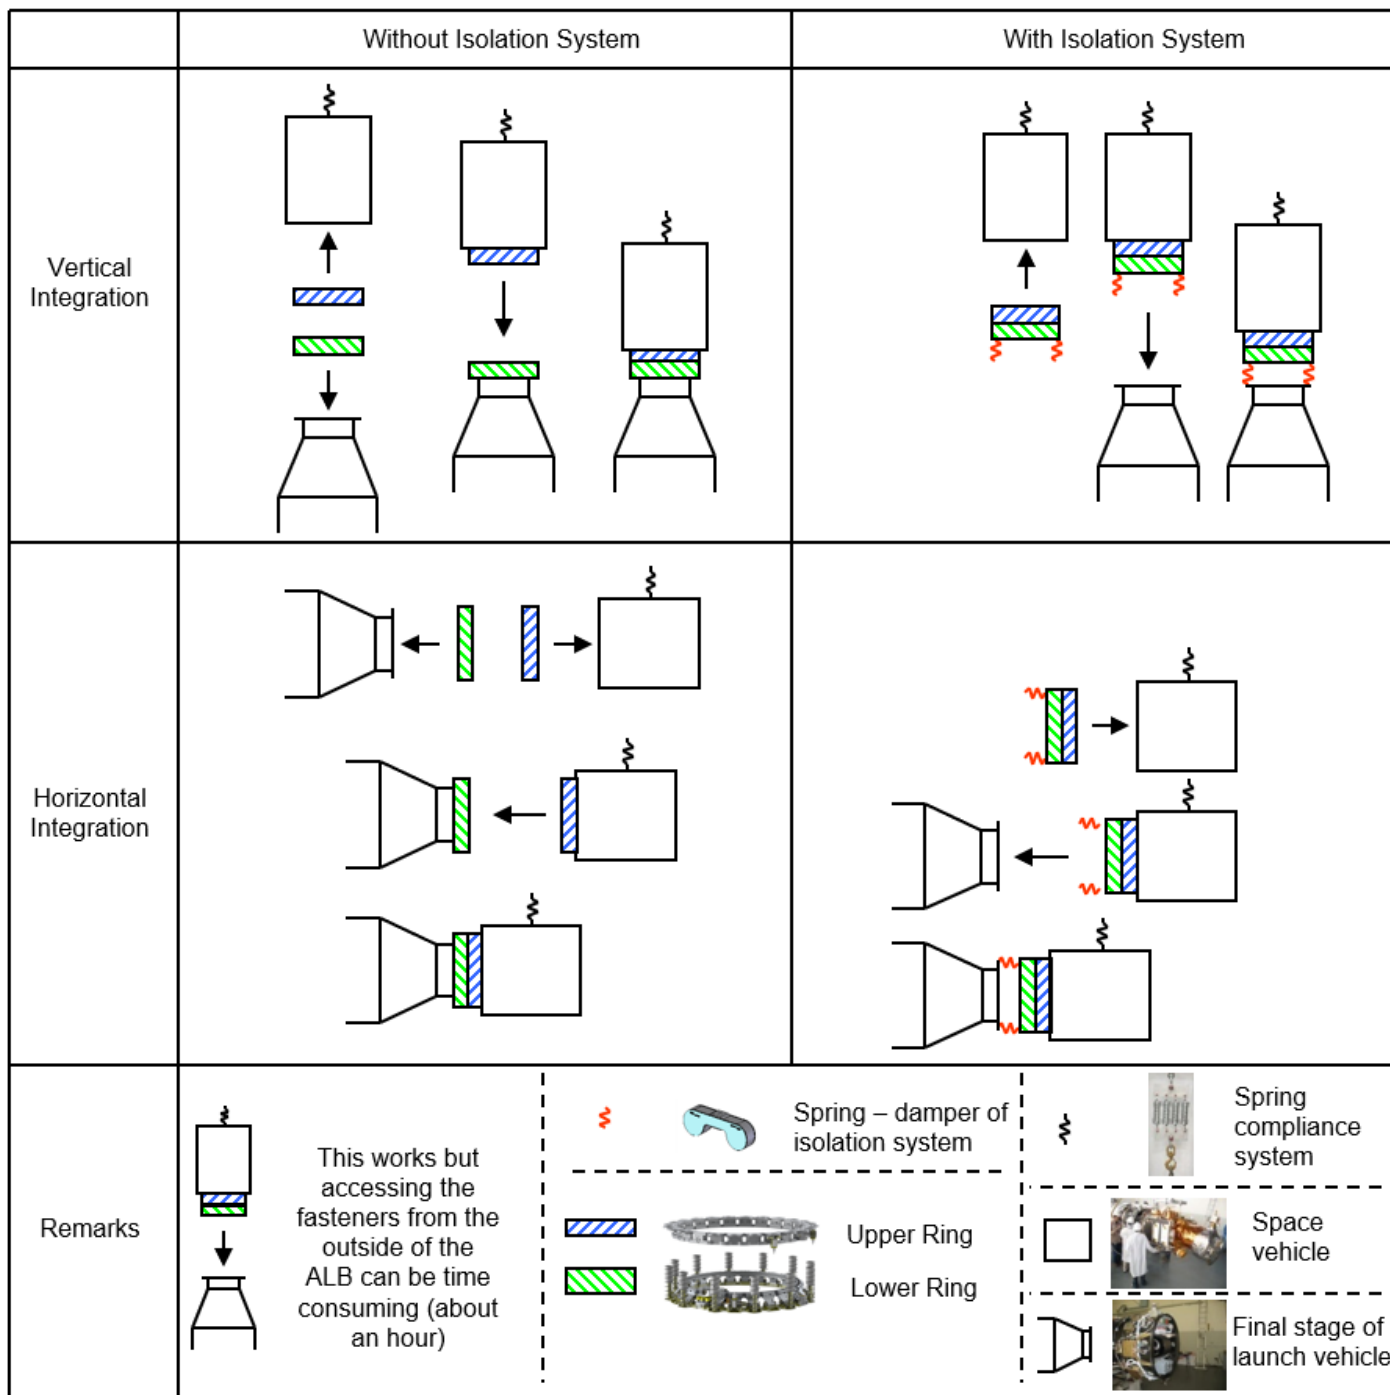 Without Isolation System
With Isolation System
Vertical
Integration
Horizontal
Integration
Remarks
This works but
accessing the
fasteners from the
outside of the
ALB can be time
consuming (about
an hour)
Spring – damper of
isolation system
Upper Ring
Lower Ring
Spring
compliance
system
Space
vehicle
Final stage of
launch vehicle